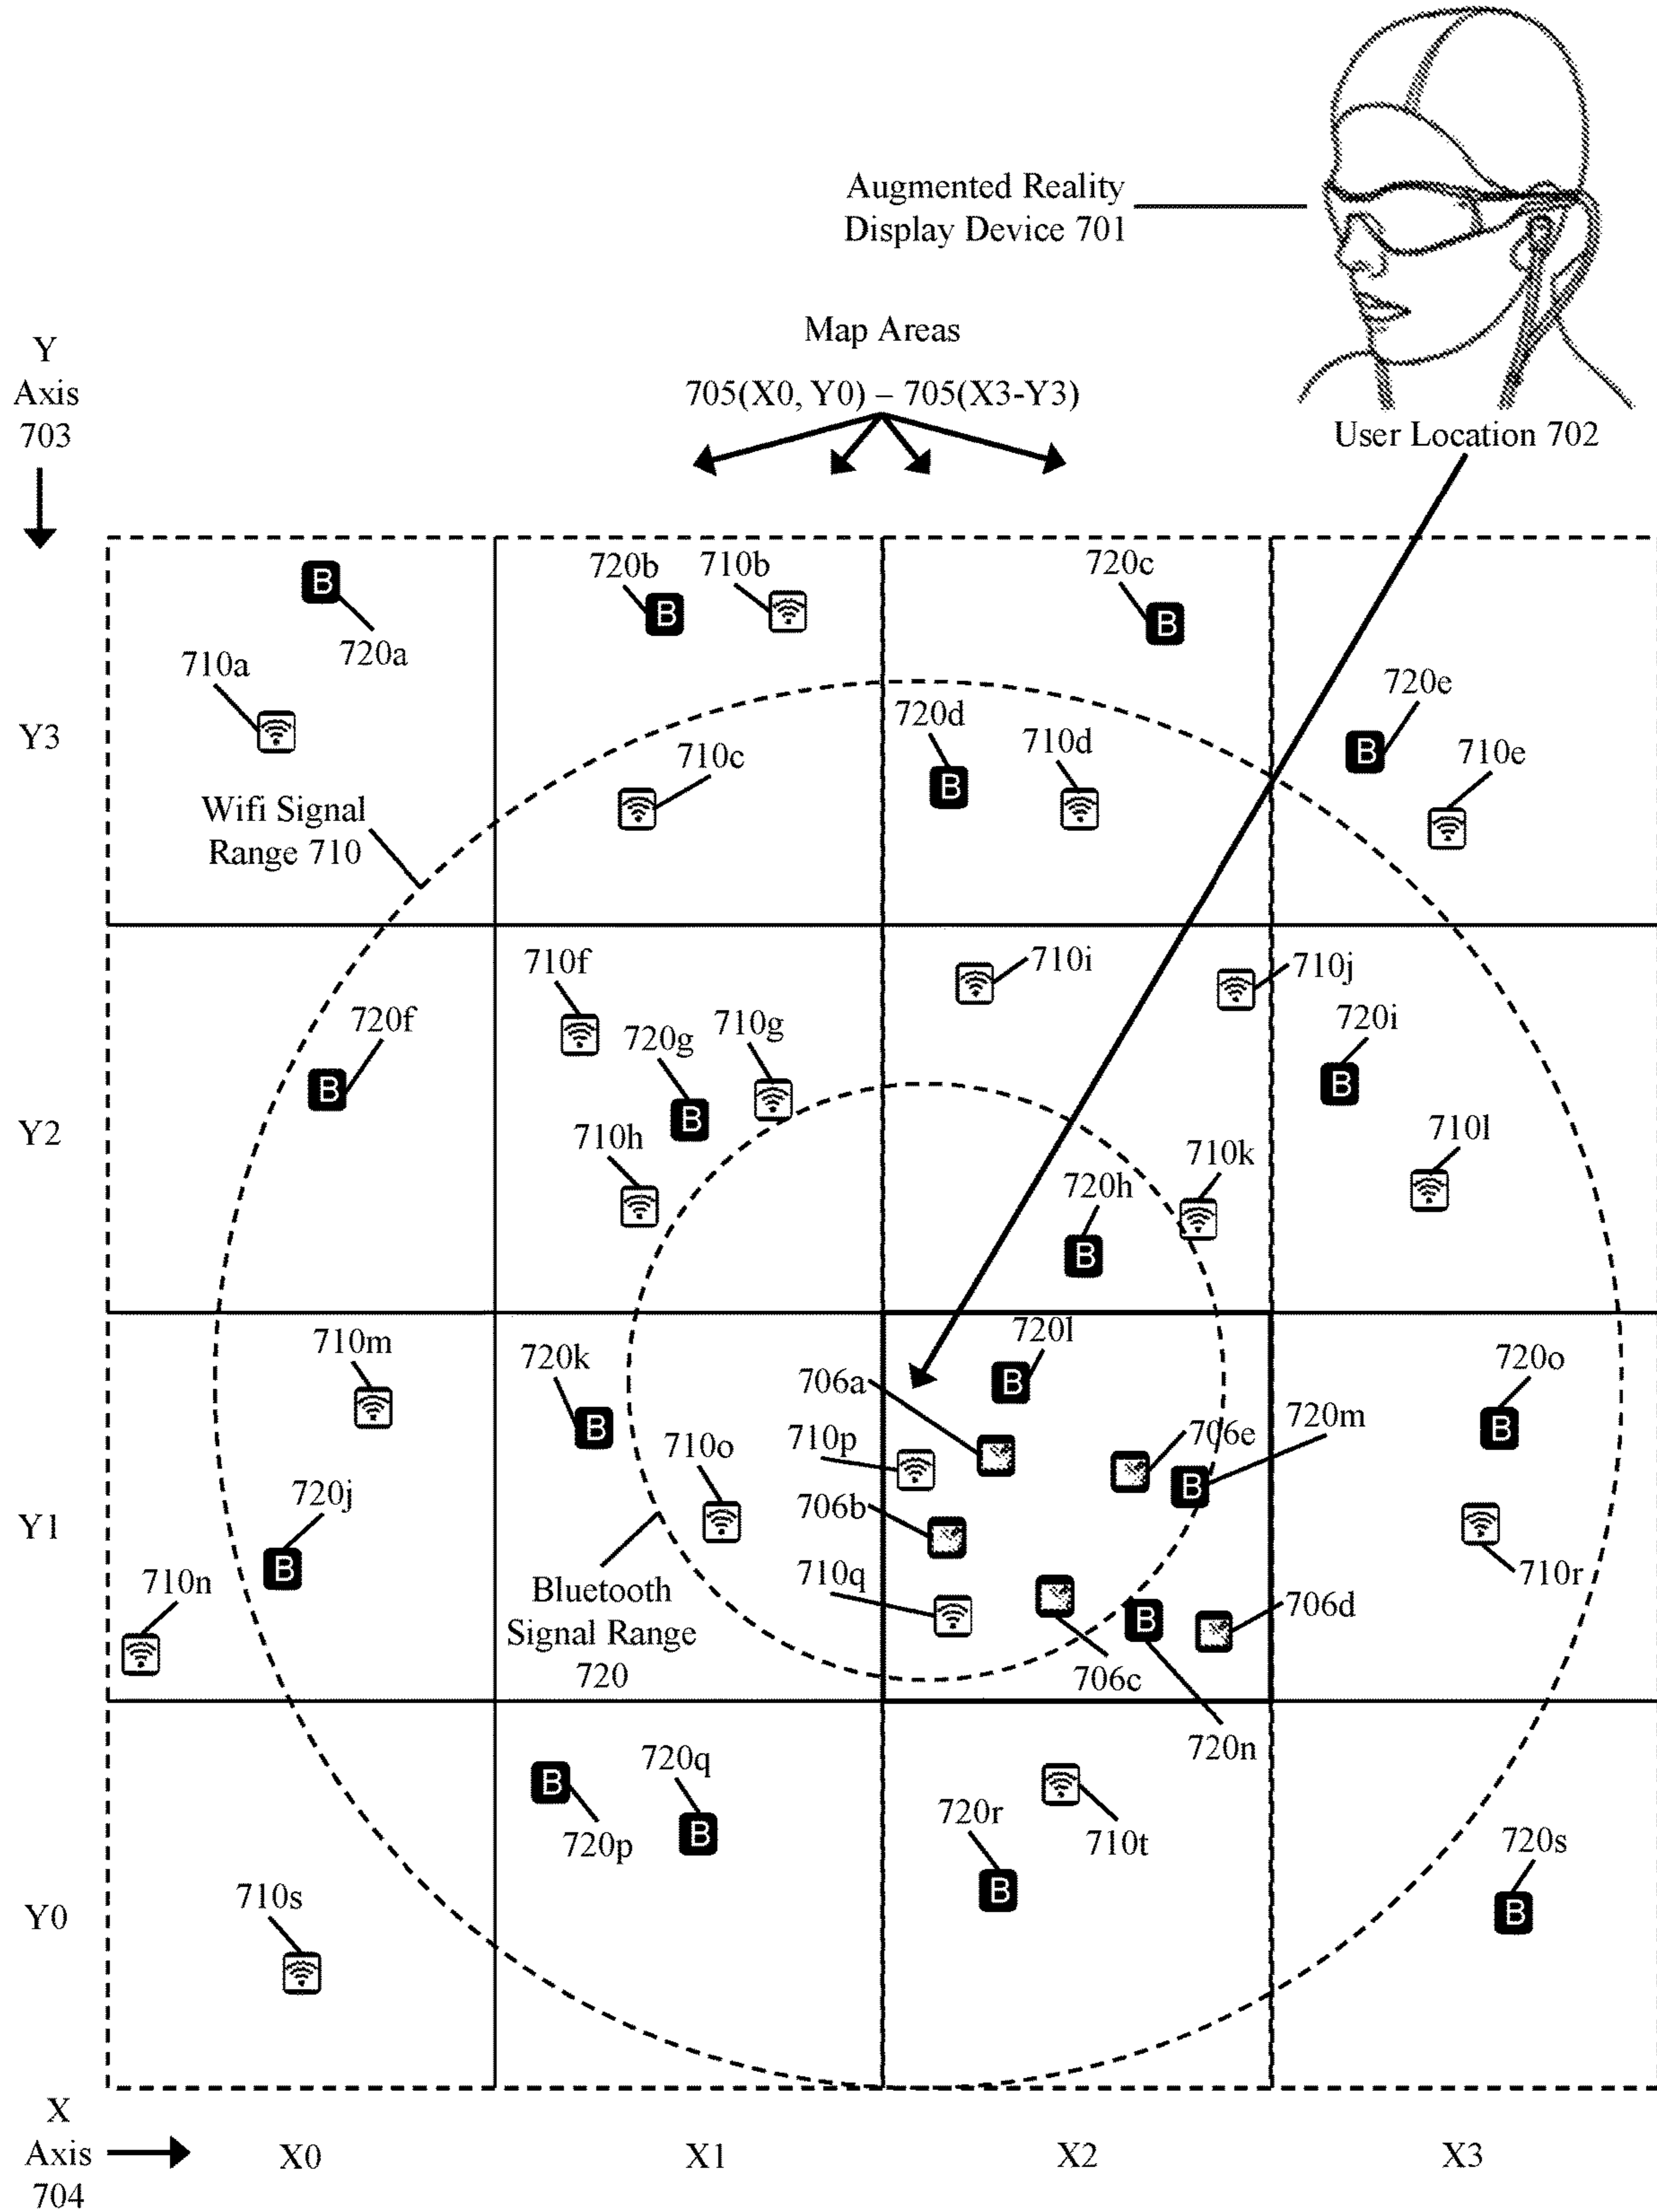 Augmented Reality
Display Device 701
Map Areas
705(X0, Y0) – 705(X3-Y3)
User Location 702
Y
Axis
703
720b
710b
720c
B
B
B
B
720a
710a
720e
720d
710d
710e
Y3
710c
B
B
Wifi Signal
Range 710
710f
710i
710j
720f
720g
710g
720i
B
B
B
Y2
710h
710k
710l
720h
B
710m
720k
720l
720o
706a
B
B
B
720m
710o
710p
706e
B
720j
706b
Y1
B
710n
710q
710r
Bluetooth
Signal Range
720
B
706d
706c
720n
720q
B
720p
B
720r
710t
720s
B
B
710s
Y0
X
Axis
704
X0
X1
X2
X3